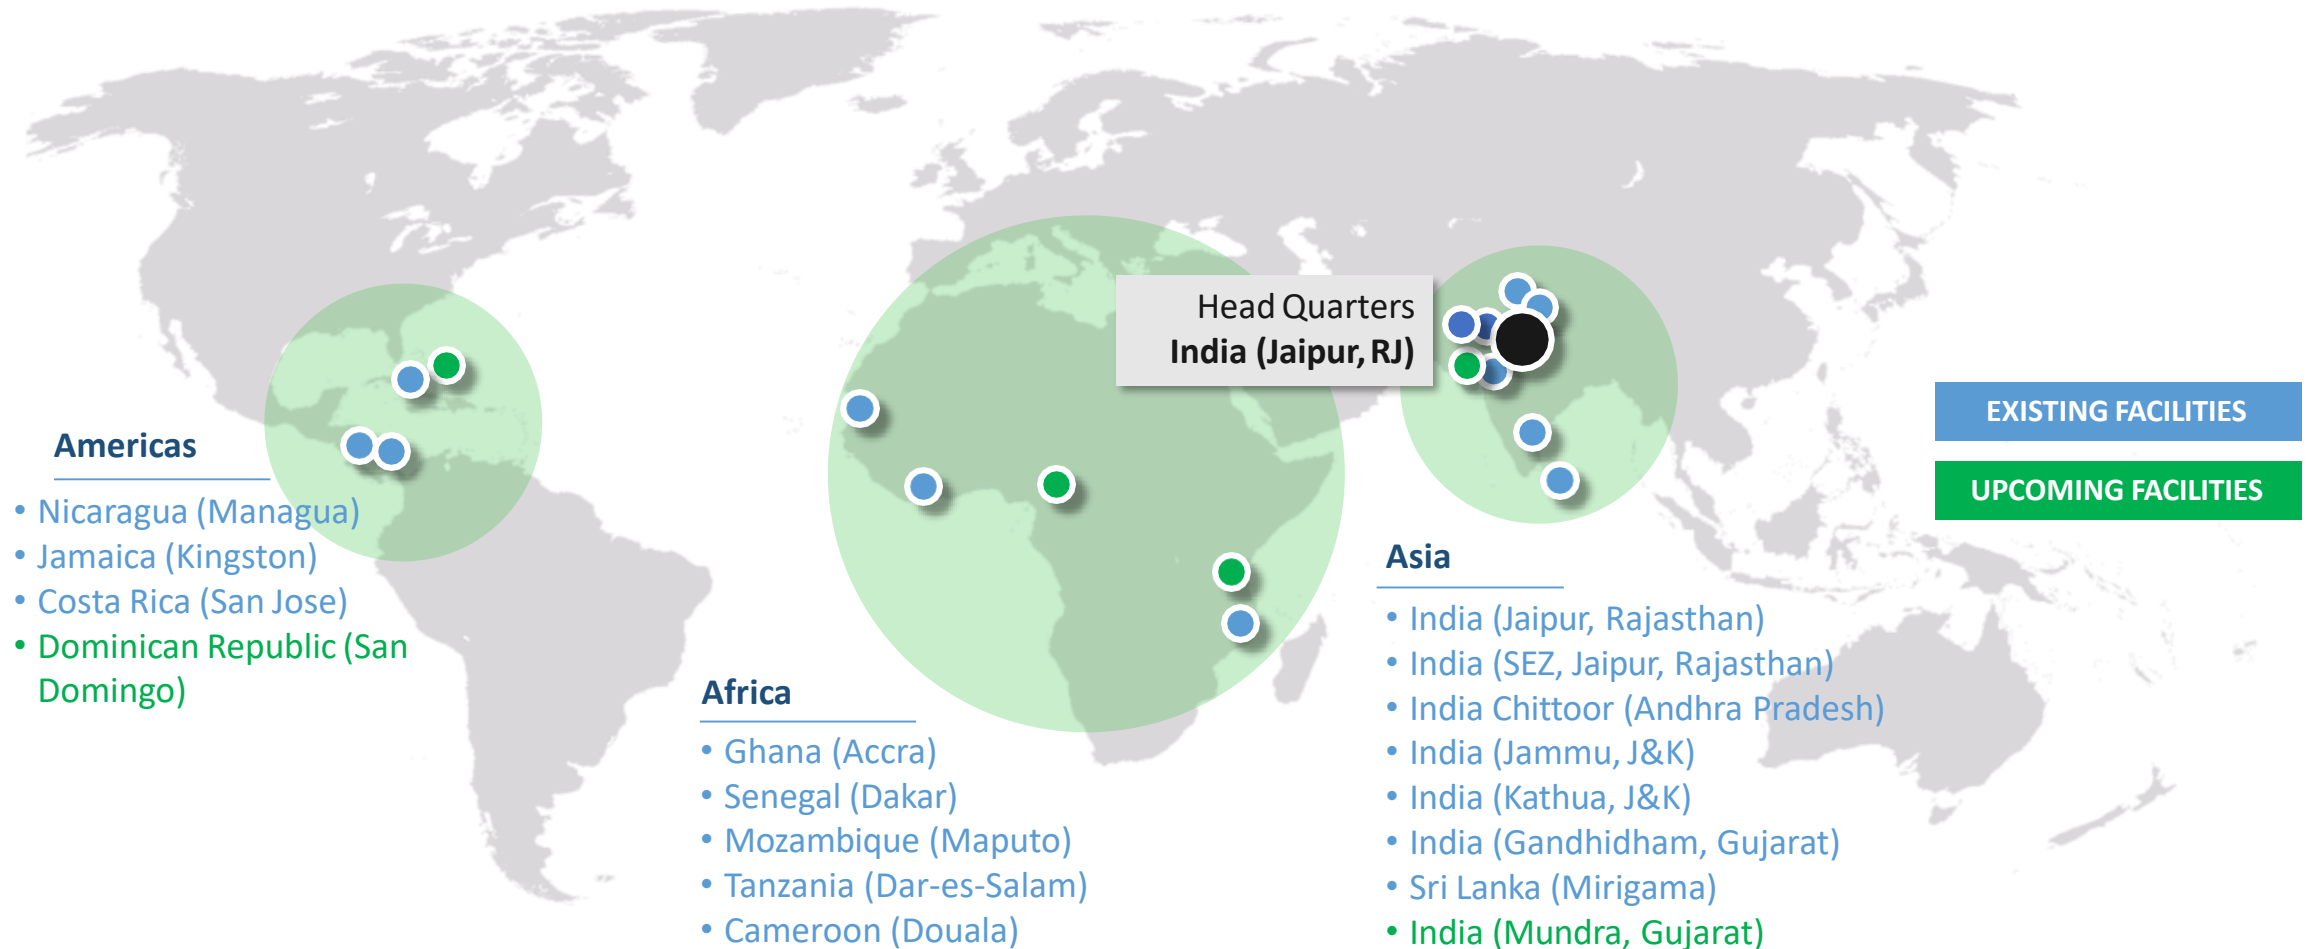 Head Quarters
India (Jaipur, RJ)
EXISTING FACILITIES
UPCOMING FACILITIES
Americas
• Nicaragua (Managua)
• Jamaica (Kingston)
• Costa Rica (San Jose)
• Dominican Republic (San
Domingo)
Africa
• Ghana (Accra)
• Senegal (Dakar)
• Mozambique (Maputo)
• Tanzania (Dar-es-Salam)
• Cameroon (Douala)
Asia
• India (Jaipur, Rajasthan)
• India (SEZ, Jaipur, Rajasthan)
• India Chittoor (Andhra Pradesh)
• India (Jammu, J&K)
• India (Kathua, J&K)
• India (Gandhidham, Gujarat)
• Sri Lanka (Mirigama)
• India (Mundra, Gujarat)